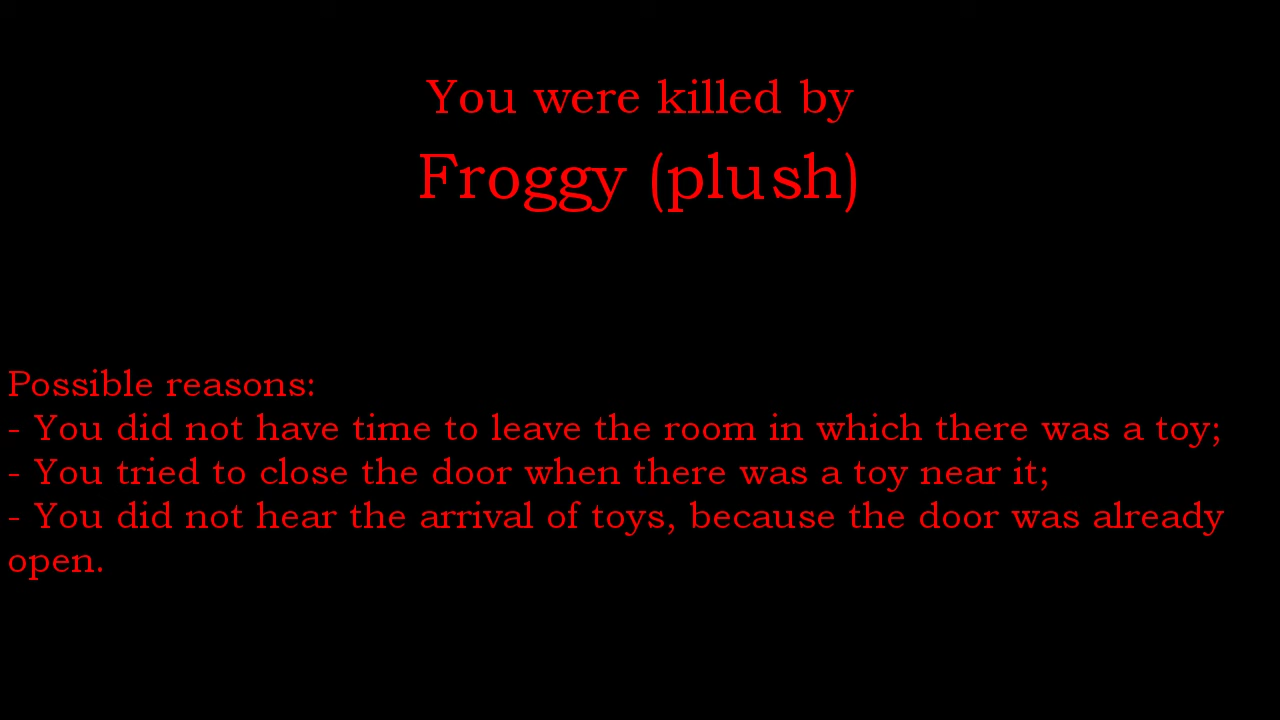 You were killed by
Froggy (plush)
Possible reasons:
- You did not have time to leave the room in which there was a toy;
- You tried to close the door when there was a toy near it;
- You did not hear the arrival of toys, because the door was already
open.